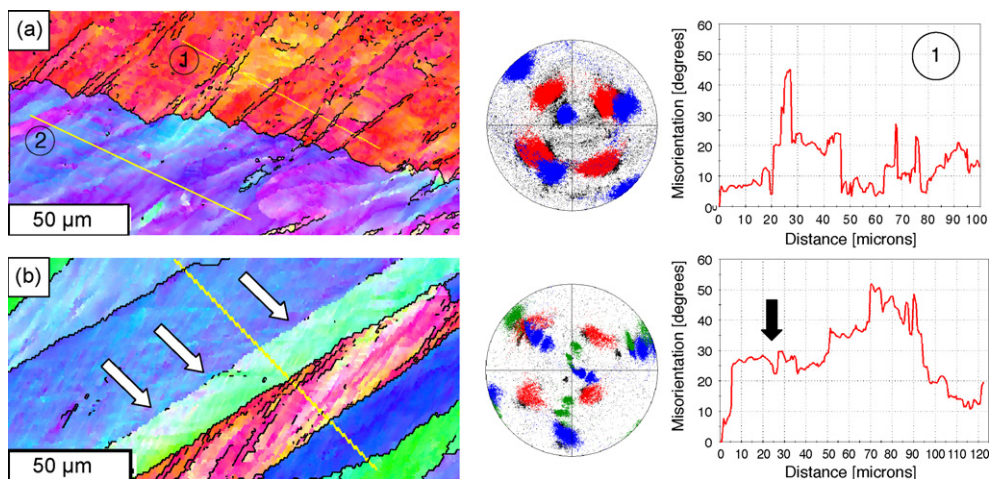 (a)
1
2
50 µm
Misorientation [degrees]
60
50
40
30
20
10
0
0 10 20 30 40 50 60 70 80 90 100
Distance [microns]
1
(b)
50 µm
Misorientation [degrees]
60
50
40
30
20
10
0
0 10 20 30 40 50 60 70 80 90 100 110 120
Distance [microns]